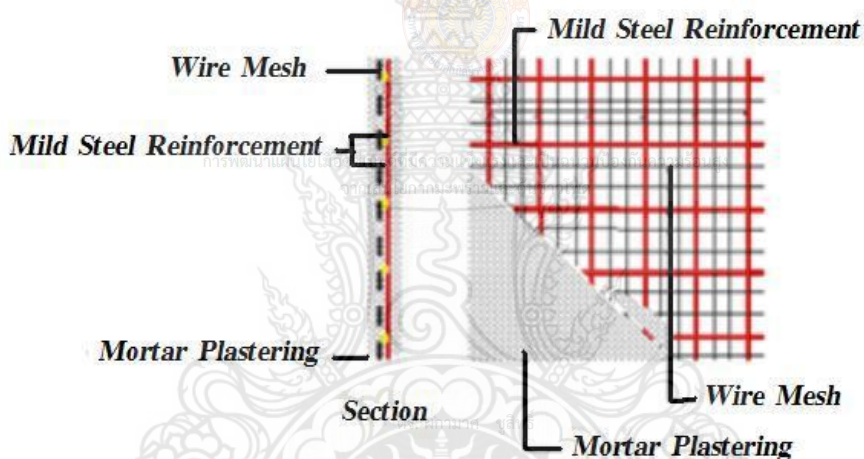 Mild Steel Reinforcement
Wire Mesh
Mild Steel Reinforcement
Mortar Plastering
Wire Mesh
Section
Mortar Plastering